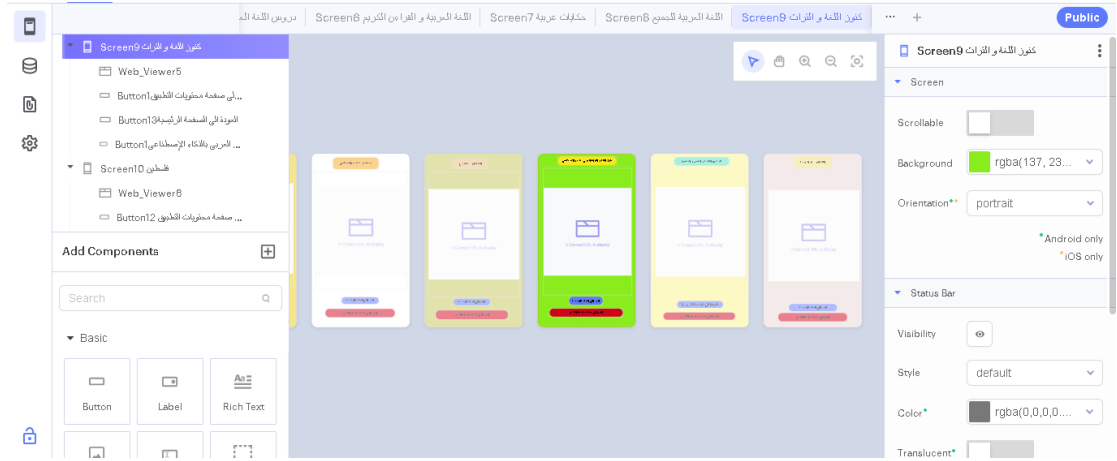 دروس اللغة الـ
اللغة العربية و القرآن الكريم Screen6
حكايات عربية Screen7
اللغة العربية للجميع Screen8
كنوز اللغة و التراث Screen9
Public
كنوز اللغة و التراث Screen9
Web_Viewer5
...لى صفحة محتويات التطبيق Button1
العودة الى الصفحة الرئيسية Button13
... العربي بالذكاء الإصطناعي Button1
فلسطين Screen10
Web_Viewer6
... صفحة محتويات التطبيق Button12
Add Components
Search
Basic
Button
Label
Rich Text
كنوز اللغة و التراث Screen9
Screen
Scrollable
Background
rgba(137, 23...
Orientation**
portrait
*Android only
*iOS only
Status Bar
Visibility
Style
default
Color*
rgba(0,0,0,0....
Translucent*